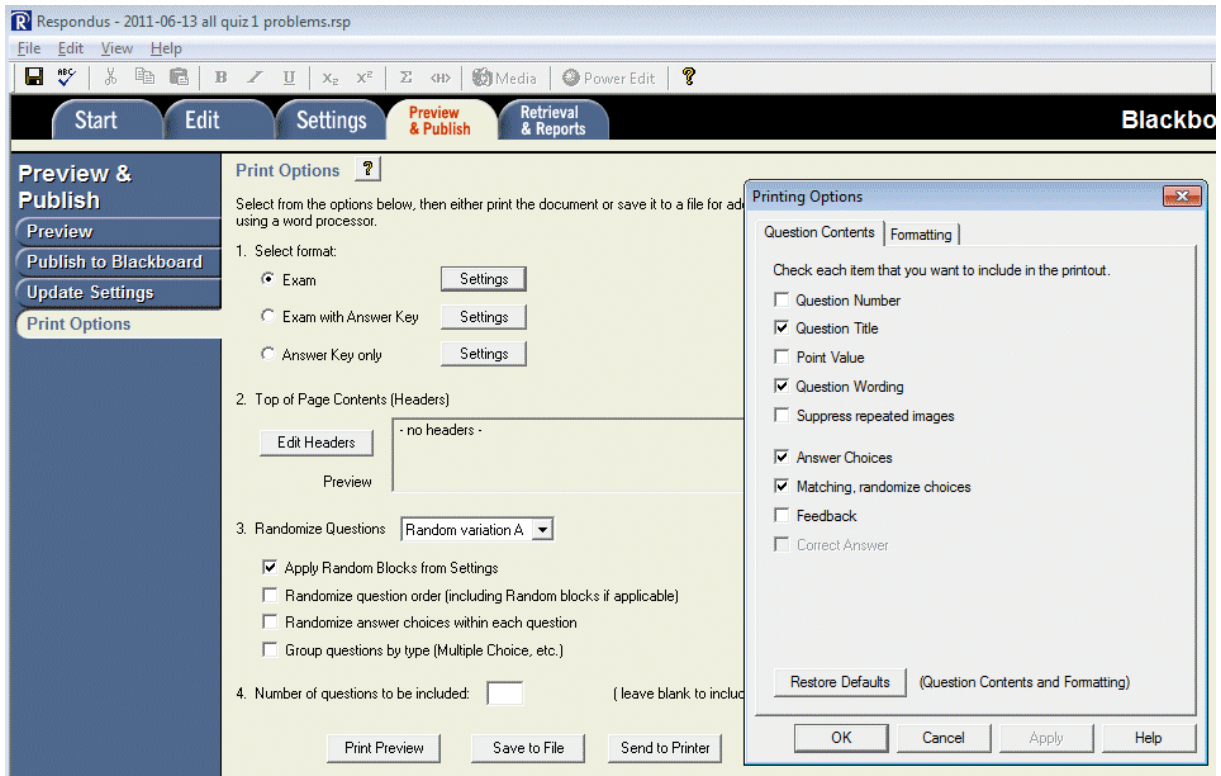 Respondus - 2011-06-13 all quiz 1 problems.rsp
File Edit View Help
ABC B I U X₂ X² Σ <H> Media Power Edit ?
Start Edit Settings Preview & Publish Retrieval & Reports Blackbo
Preview & Publish
Preview
Publish to Blackboard
Update Settings
Print Options
Print Options ?
Select from the options below, then either print the document or save it to a file for ad
using a word processor.
1. Select format:
Exam Settings
Exam with Answer Key Settings
Answer Key only Settings
2. Top of Page Contents (Headers)
Edit Headers
- no headers -
Preview
3. Randomize Questions Random variation A
Apply Random Blocks from Settings
Randomize question order (including Random blocks if applicable)
Randomize answer choices within each question
Group questions by type (Multiple Choice, etc.)
4. Number of questions to be included: ( leave blank to includ
Print Preview Save to File Send to Printer
Printing Options
Question Contents Formatting
Check each item that you want to include in the printout.
Question Number
Question Title
Point Value
Question Wording
Suppress repeated images
Answer Choices
Matching, randomize choices
Feedback
Correct Answer
Restore Defaults (Question Contents and Formatting)
OK Cancel Apply Help